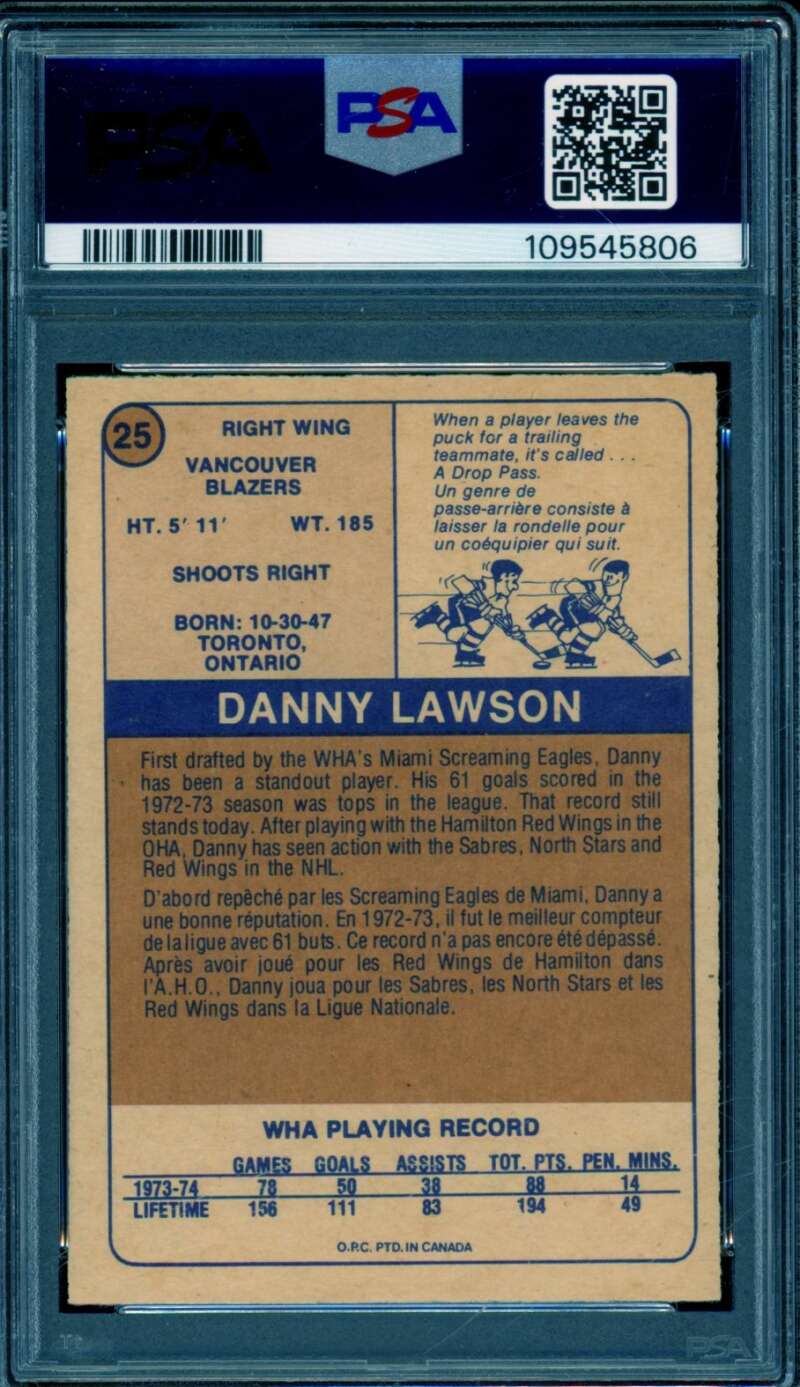 PSA
PSA
109545806
25
RIGHT WING
VANCOUVER
BLAZERS
HT. 5' 11' WT. 185
SHOOTS RIGHT
BORN: 10-30-47
TORONTO,
ONTARIO
When a player leaves the
puck for a trailing
teammate, it's called . . .
A Drop Pass.
Un genre de
passe-arrière consiste à
laisser la rondelle pour
un coéquipier qui suit.
DANNY LAWSON
First drafted by the WHA's Miami Screaming Eagles, Danny
has been a standout player. His 61 goals scored in the
1972-73 season was tops in the league. That record still
stands today. After playing with the Hamilton Red Wings in the
OHA, Danny has seen action with the Sabres, North Stars and
Red Wings in the NHL.
D'abord repèché par les Screaming Eagles de Miami, Danny a
une bonne réputation. En 1972-73, il fut le meilleur compteur
de la ligue avec 61 buts. Ce record n'a pas encore été dépassé.
Après avoir joué pour les Red Wings de Hamilton dans
l'A.H.O., Danny joua pour les Sabres, les North Stars et les
Red Wings dans la Ligue Nationale.
WHA PLAYING RECORD
GAMES GOALS ASSISTS TOT. PTS. PEN. MINS.
1973-74 78 50 38 88 14
LIFETIME 156 111 83 194 49
O.P.C. PTD. IN CANADA
PSA